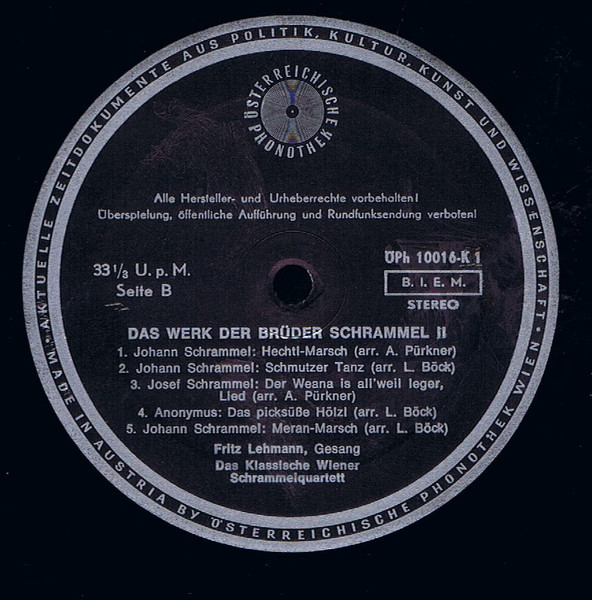 AKTUELLE ZEITDOKUMENTE AUS POLITIK, KULTUR, KUNST UND WISSENSCHAFT •
ÖSTERREICHISCHE
PHONOTHEK
Alle Hersteller- und Urheberrechte vorbehalten!
Überspielung, öffentliche Aufführung und Rundfunksendung verboten!
33 1/3 U. p. M.
Seite B
ÖPh 10016-K 1
B. I. E. M.
STEREO
DAS WERK DER BRÜDER SCHRAMMEL II
1. Johann Schrammel: Hechtl-Marsch (arr. A. Pürkner)
2. Johann Schrammel: Schmutzer Tanz (arr. L. Böck)
3. Josef Schrammel: Der Weana is all'weil leger,
Lied (arr. A. Pürkner)
4. Anonymus: Das picksüße Hölzl (arr. L. Böck)
5. Johann Schrammel: Meran-Marsch (arr. L. Böck)
Fritz Lehmann, Gesang
Das Klassische Wiener
Schrammelquartett
MADE IN AUSTRIA BY ÖSTERREICHISCHE PHONOTHEK WIEN •